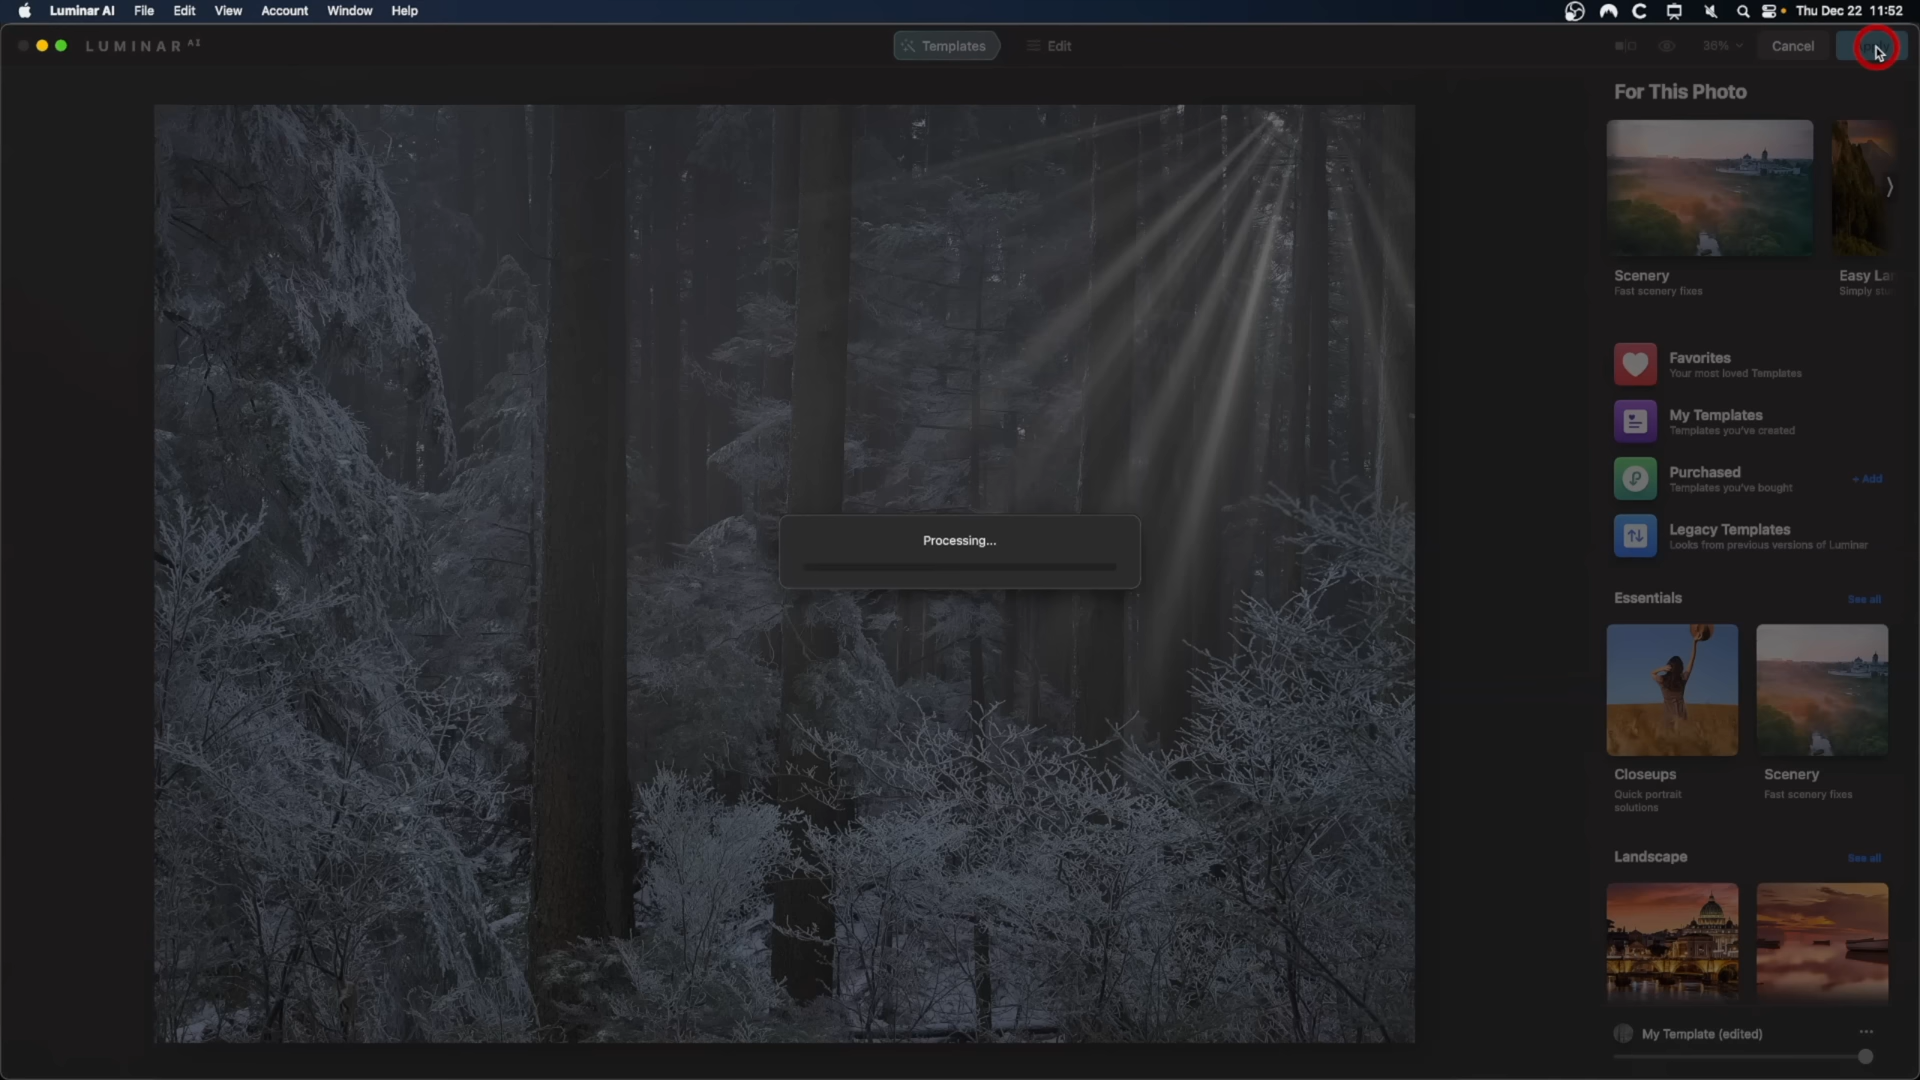 Luminar AI File Edit View Account Window Help
Thu Dec 22 11:52
LUMINAR AI
Templates
Edit
36%
Cancel
For This Photo
Scenery
Fast scenery fixes
Easy La
Simply st
Favorites
Your most loved Templates
My Templates
Templates you've created
Purchased
Templates you've bought
+ Add
Legacy Templates
Looks from previous versions of Luminar
Processing...
Essentials
See all
Closeups
Quick portrait
solutions
Scenery
Fast scenery fixes
Landscape
See all
My Template (edited)